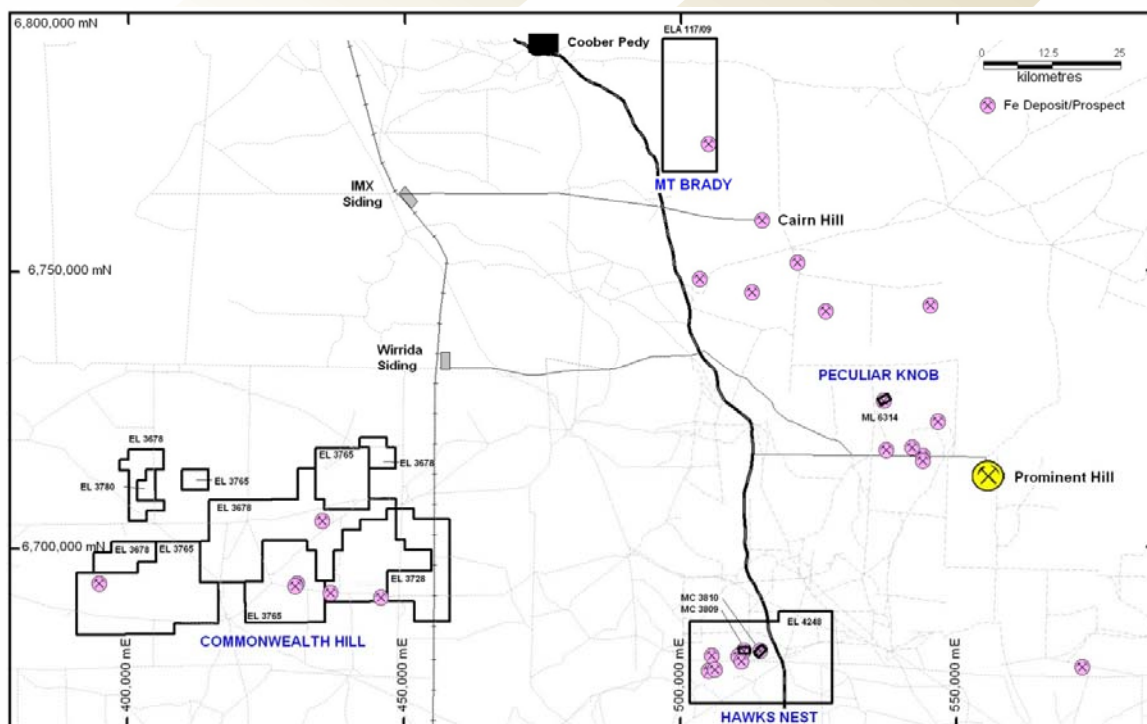 6,800,000 mN
ELA 117/09
Coober Pedy
0 12.5 25
kilometres
Fe Deposit/Prospect
IMX
Siding
MT BRADY
Cairn Hill
6,750,000 mN
Wirrida
Siding
PECULIAR KNOB
ML 6314
EL 3678
EL 3765
EL 3678
EL 3780
EL 3765
Prominent Hill
EL 3678
6,700,000 mN
EL 3678
EL 3765
EL 3728
MC 3810
MC 3809
EL 3765
EL 4248
COMMONWEALTH HILL
400,000 mE
450,000 mE
500,000 mE
550,000 mE
HAWKS NEST